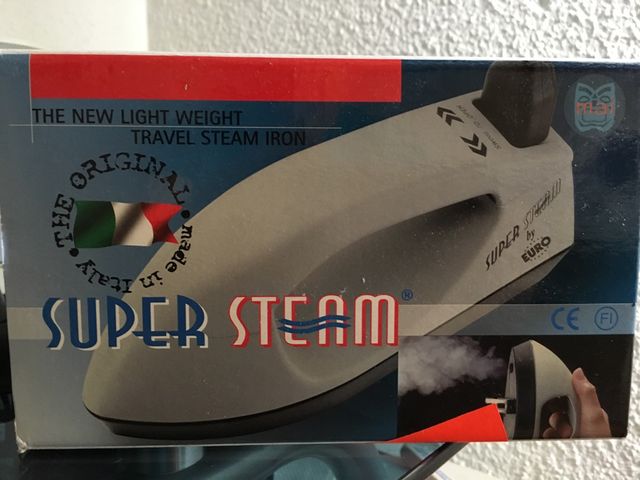 THE NEW LIGHT WEIGHT
TRAVEL STEAM IRON
THE ORIGINAL
made in Italy
SUPER STEAM®
SUPER STEAM
by
EURO
CE FI